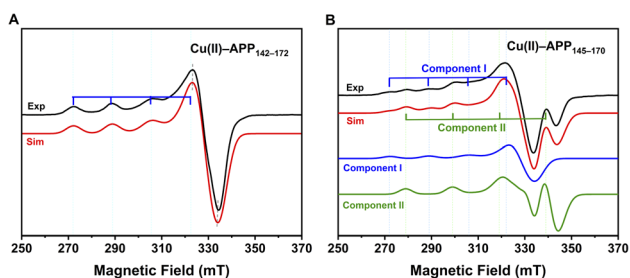 A
Cu(II)–APP142–172
Exp
Sim
250 270 290 310 330 350 370
Magnetic Field (mT)
B
Cu(II)–APP145–170
Component I
Exp
Sim
Component II
Component I
Component II
250 270 290 310 330 350 370
Magnetic Field (mT)